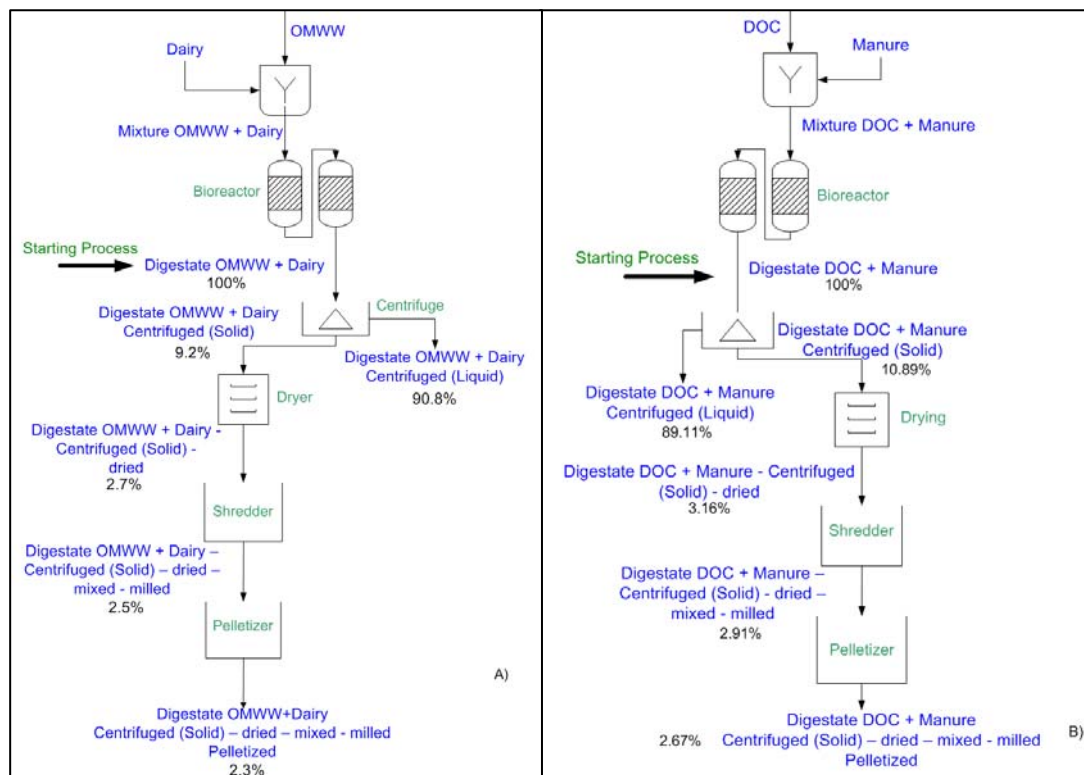 OMWW
Dairy
Mixture OMWW + Dairy
Bioreactor
Starting Process
Digestate OMWW + Dairy
100%
Centrifuge
Digestate OMWW + Dairy
Centrifuged (Solid)
9.2%
Digestate OMWW + Dairy
Centrifuged (Liquid)
90.8%
Dryer
Digestate OMWW + Dairy -
Centrifuged (Solid) -
dried
2.7%
Shredder
Digestate OMWW + Dairy –
Centrifuged (Solid) – dried –
mixed - milled
2.5%
Pelletizer
A)
Digestate OMWW+Dairy
Centrifuged (Solid) – dried – mixed - milled
Pelletized
2.3%
DOC
Manure
Mixture DOC + Manure
Bioreactor
Starting Process
Digestate DOC + Manure
100%
Digestate DOC + Manure
Centrifuged (Solid)
10.89%
Digestate DOC + Manure
Centrifuged (Liquid)
89.11%
Drying
Digestate DOC + Manure - Centrifuged
(Solid) - dried
3.16%
Shredder
Digestate DOC + Manure –
Centrifuged (Solid) - dried –
mixed - milled
2.91%
Pelletizer
Digestate DOC + Manure
2.67% Centrifuged (Solid) – dried – mixed - milled
Pelletized
B)